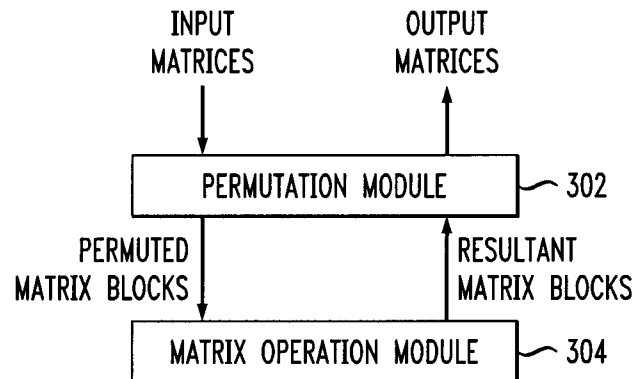 INPUT
MATRICES
OUTPUT
MATRICES
PERMUTATION MODULE
302
PERMUTED
MATRIX BLOCKS
RESULTANT
MATRIX BLOCKS
MATRIX OPERATION MODULE
304